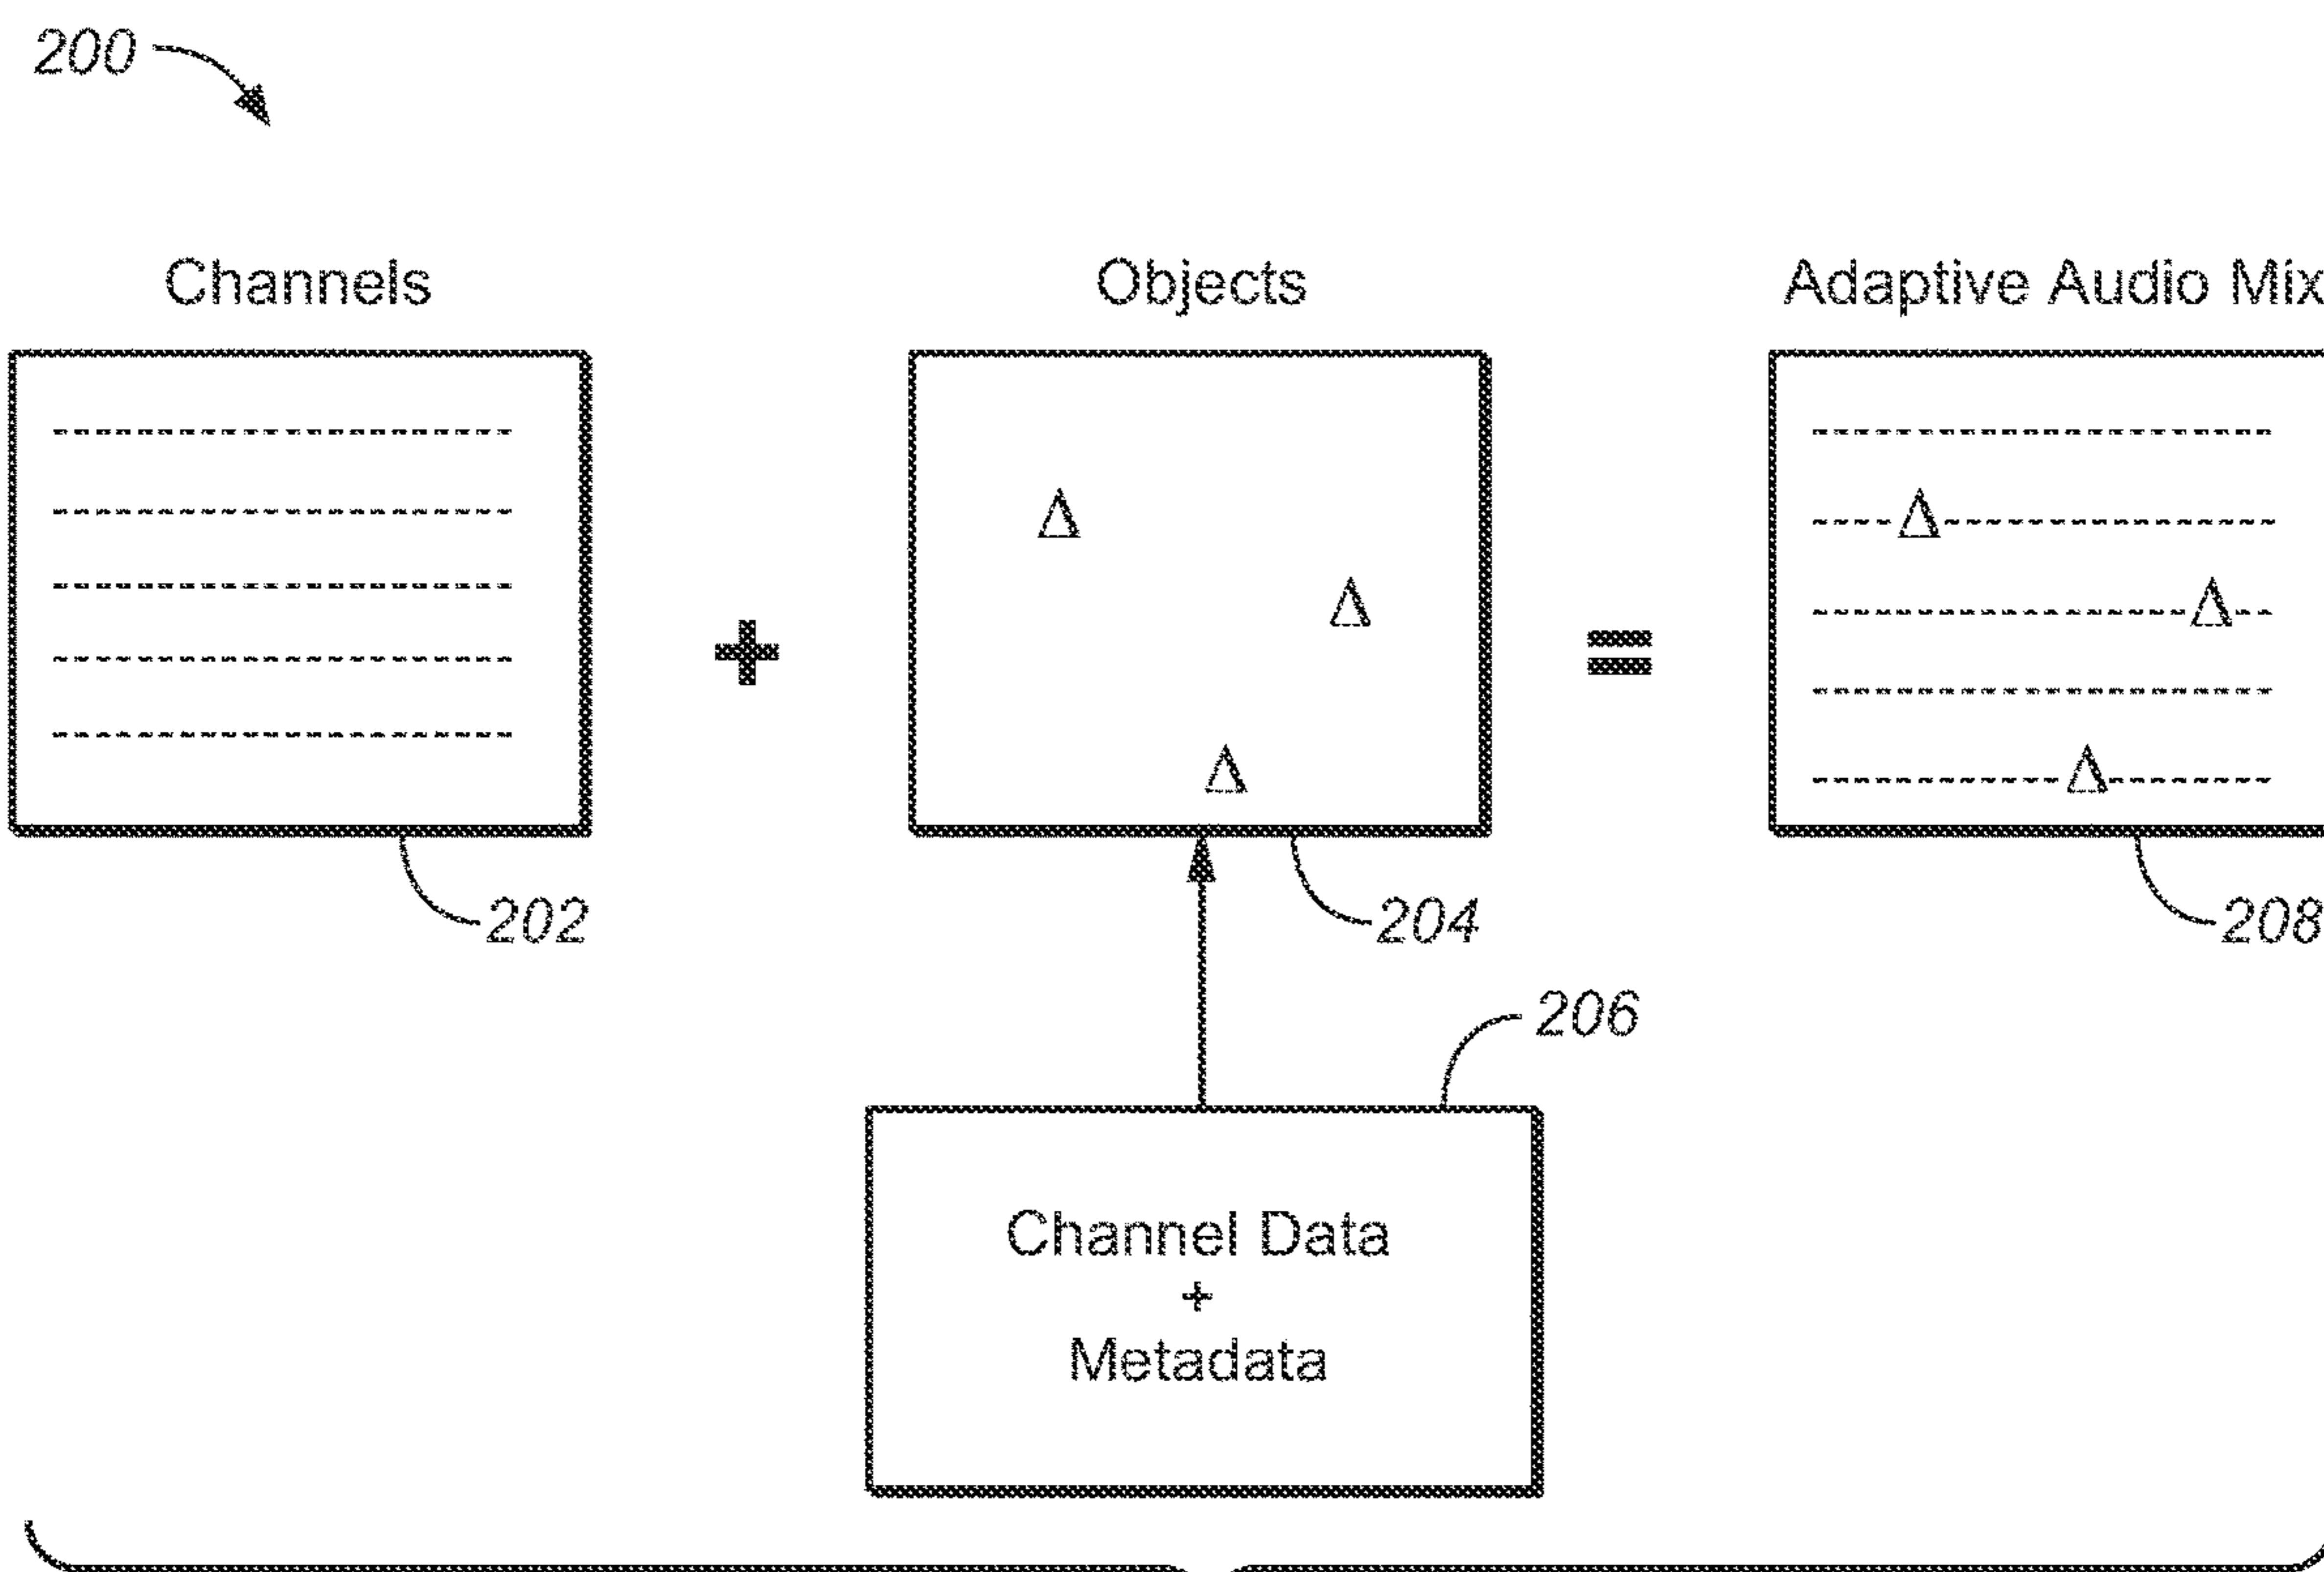 200
Channels
Objects
Adaptive Audio Mix
+
=
202
204
208
206
Channel Data
+
Metadata